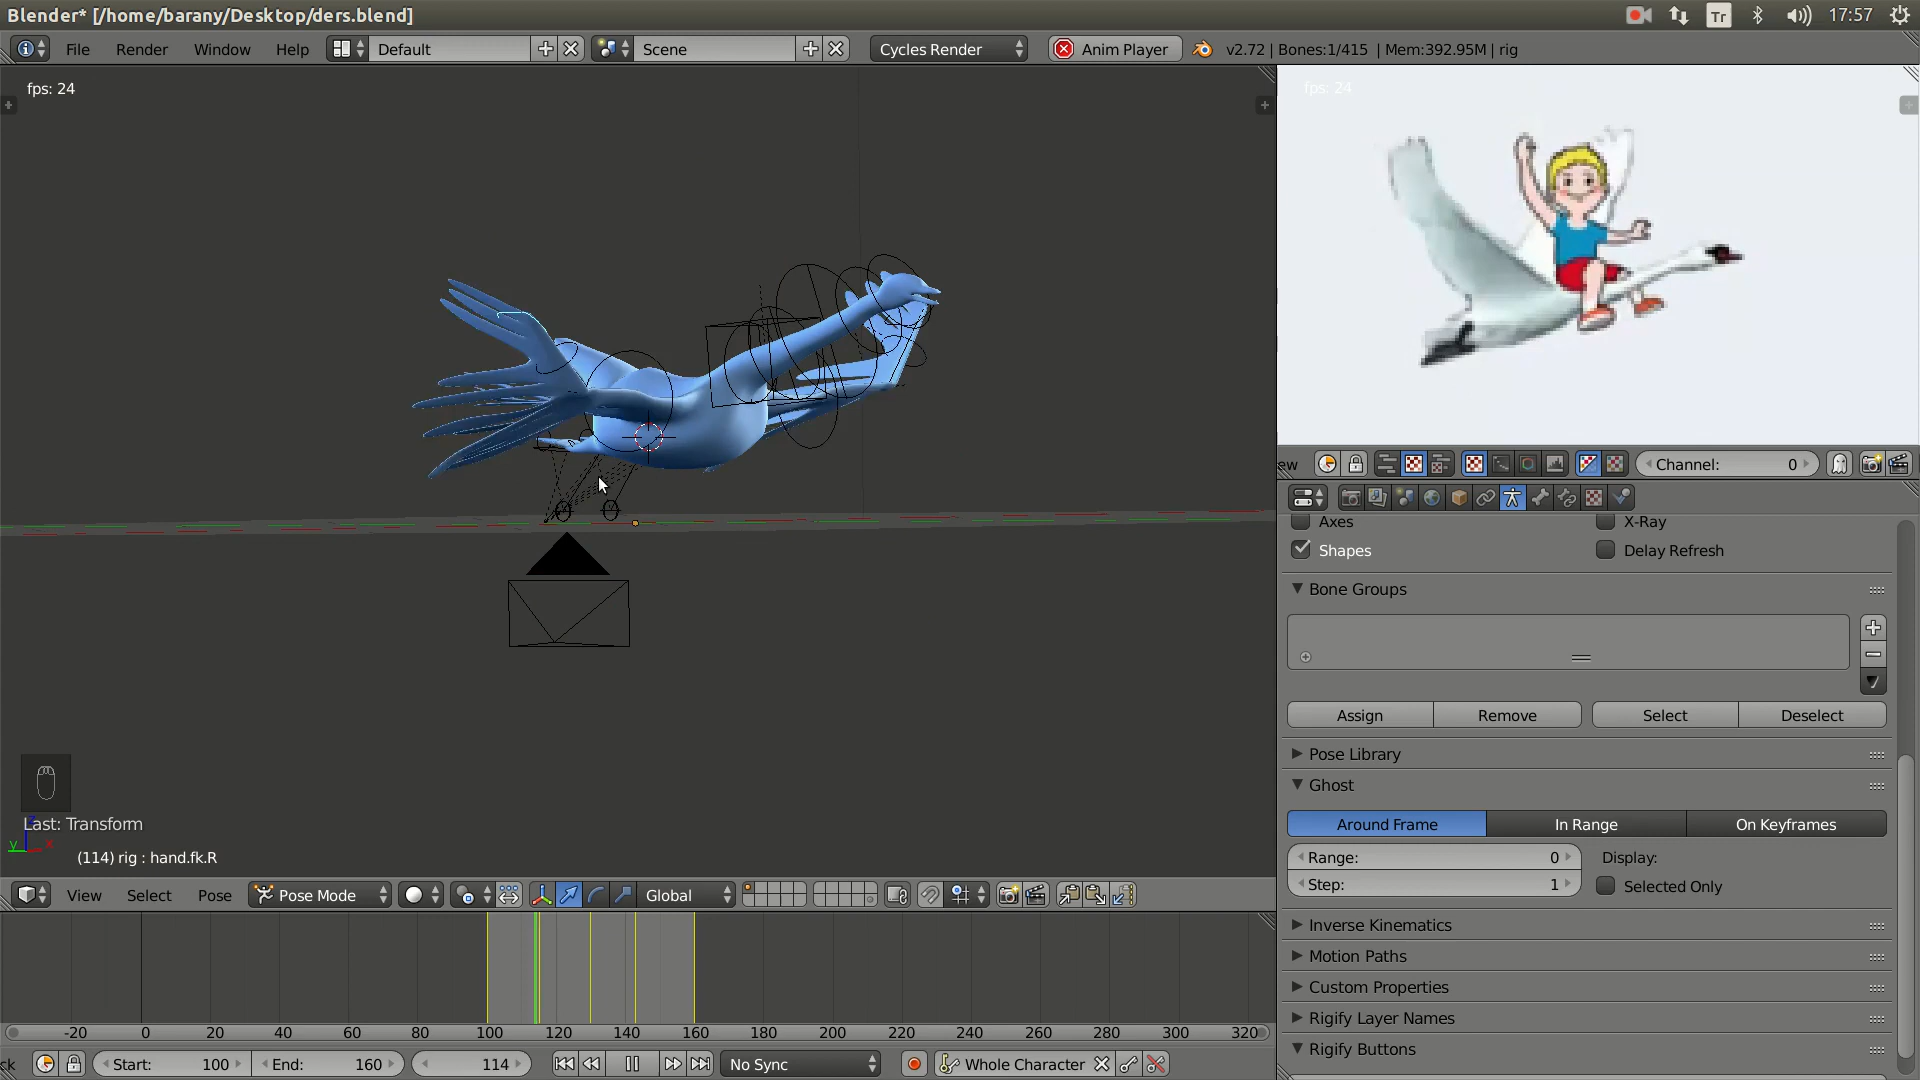 Blender* [/home/barany/Desktop/ders.blend]
Tr
17:57
File
Render
Window
Help
Default
Scene
Cycles Render
Anim Player
v2.72 | Bones:1/415 | Mem:392.95M | rig
fps: 24
fps: 24
ew
Channel: 0
Axes
X-Ray
Shapes
Delay Refresh
Bone Groups
Assign
Remove
Select
Deselect
Pose Library
Ghost
Around Frame
In Range
On Keyframes
Range: 0
Display:
Step: 1
Selected Only
Inverse Kinematics
Motion Paths
Custom Properties
Rigify Layer Names
Rigify Buttons
Last: Transform
z
y
x
(114) rig : hand.fk.R
View
Select
Pose
Pose Mode
Global
-20 0 20 40 60 80 100 120 140 160 180 200 220 240 260 280 300 320
ck
Start: 100
End: 160
114
No Sync
Whole Character